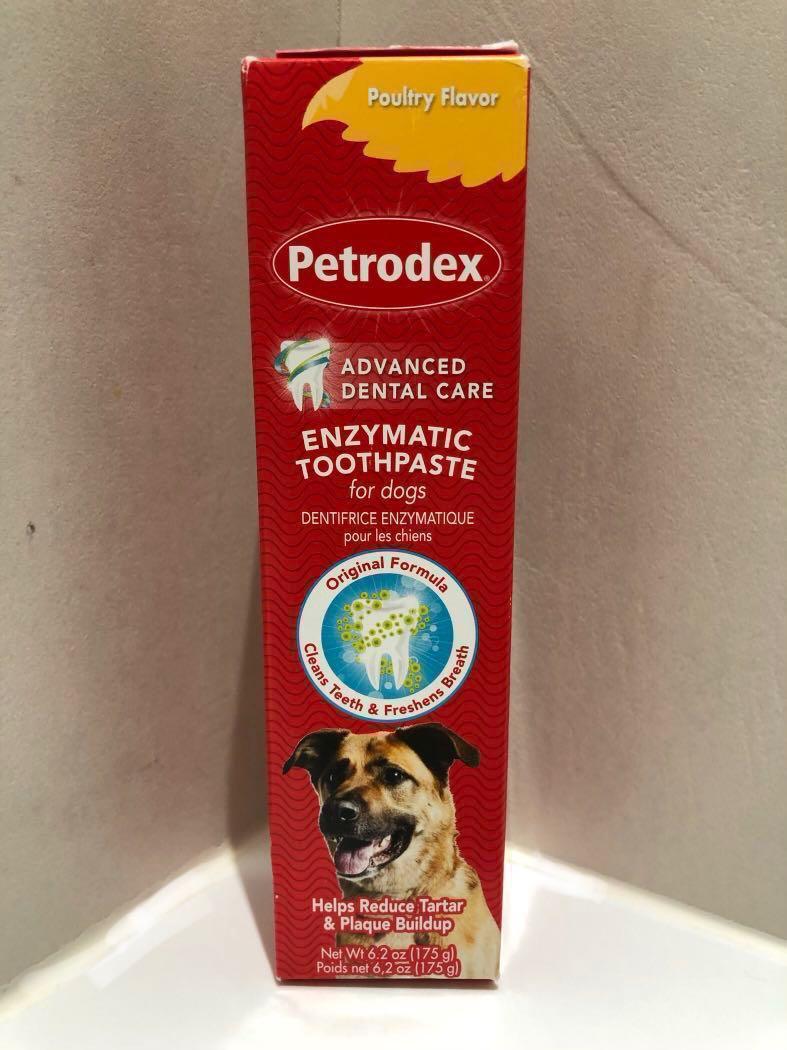 Poultry Flavor
Petrodex
ADVANCED
DENTAL CARE
ENZYMATIC
TOOTHPASTE
for dogs
DENTIFRICE ENZYMATIQUE
pour les chiens
Original Formula
Cleans Teeth & Freshens Breath
Helps Reduce Tartar
& Plaque Buildup
Net Wt 6.2 oz (175 g)
Poids net 6,2 oz (175 g)